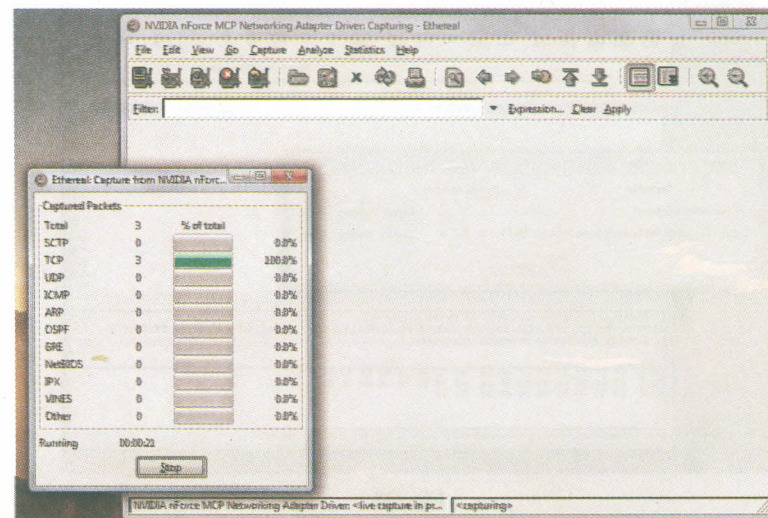 NVIDIA nForce MCP Networking Adapter Driver: Capturing - Ethereal
File Edit View Go Capture Analyze Statistics Help
Filter: Expression... Clear Apply
Ethereal: Capture from NVIDIA nForc...
Captured Packets
Total 3 % of total
SCTP 0 0.0%
TCP 3 100.0%
UDP 0 0.0%
ICMP 0 0.0%
ARP 0 0.0%
OSPF 0 0.0%
GRE 0 0.0%
NetBIOS 0 0.0%
IPX 0 0.0%
VINES 0 0.0%
Other 0 0.0%
Running 00:00:21
Stop
NVIDIA nForce MCP Networking Adapter Driver: <live capture in pr... <capturing>